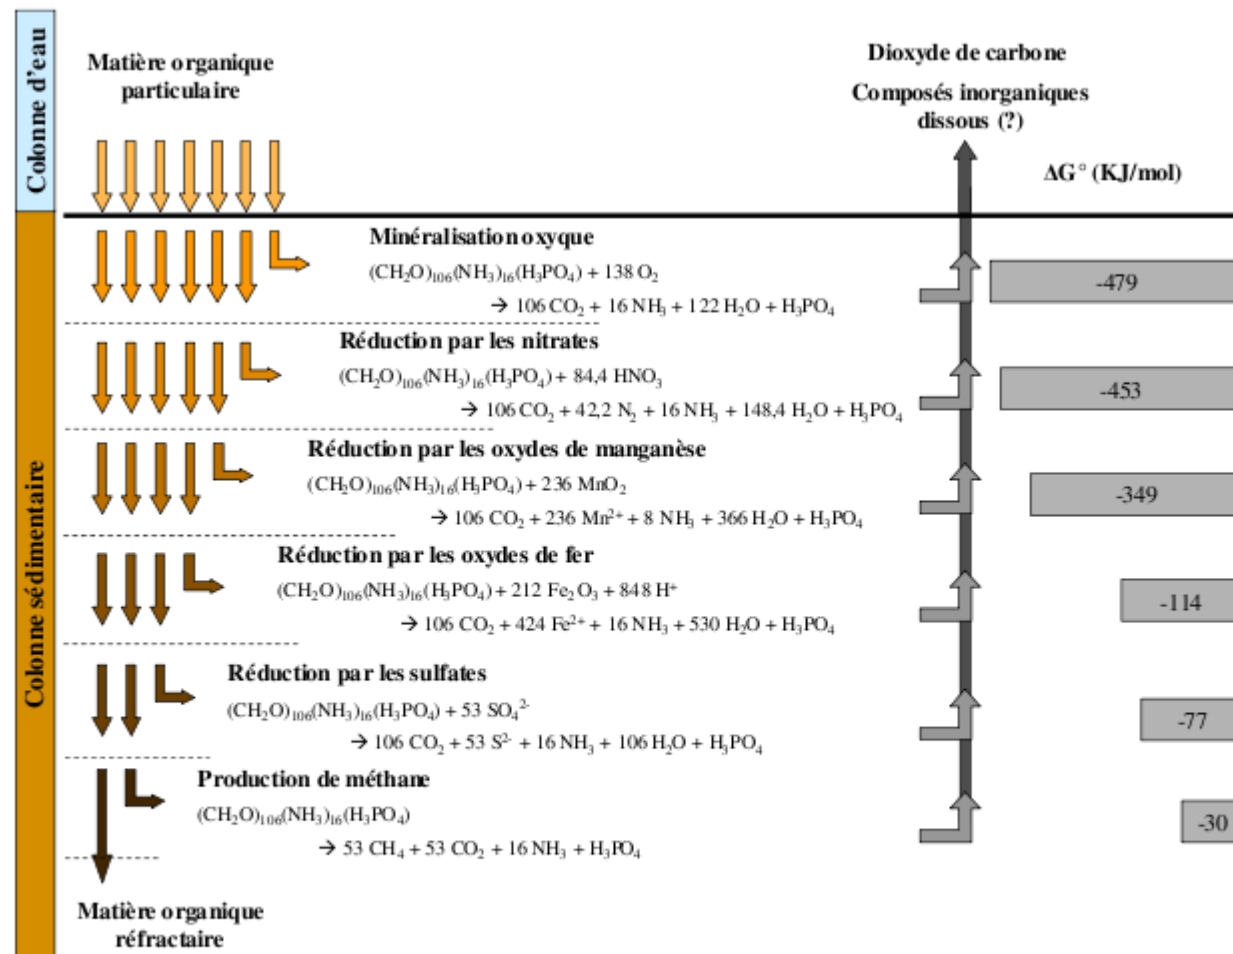 Colonne d'eau
Matière organique
particulaire
Dioxyde de carbone
Composés inorganiques
dissous (?)
ΔG° (KJ/mol)
Colonne sédimentaire
Minéralisation oxyque
(CH₂O)₁₀₆(NH₃)₁₆(H₃PO₄) + 138 O₂
→ 106 CO₂ + 16 NH₃ + 122 H₂O + H₃PO₄
-479
Réduction par les nitrates
(CH₂O)₁₀₆(NH₃)₁₆(H₃PO₄) + 84,4 HNO₃
→ 106 CO₂ + 42,2 N₂ + 16 NH₃ + 148,4 H₂O + H₃PO₄
-453
Réduction par les oxydes de manganèse
(CH₂O)₁₀₆(NH₃)₁₆(H₃PO₄) + 236 MnO₂
→ 106 CO₂ + 236 Mn²⁺ + 8 NH₃ + 366 H₂O + H₃PO₄
-349
Réduction par les oxydes de fer
(CH₂O)₁₀₆(NH₃)₁₆(H₃PO₄) + 212 Fe₂O₃ + 848 H⁺
→ 106 CO₂ + 424 Fe²⁺ + 16 NH₃ + 530 H₂O + H₃PO₄
-114
Réduction par les sulfates
(CH₂O)₁₀₆(NH₃)₁₆(H₃PO₄) + 53 SO₄²⁻
→ 106 CO₂ + 53 S²⁻ + 16 NH₃ + 106 H₂O + H₃PO₄
-77
Production de méthane
(CH₂O)₁₀₆(NH₃)₁₆(H₃PO₄)
→ 53 CH₄ + 53 CO₂ + 16 NH₃ + H₃PO₄
-30
Matière organique
réfractaire